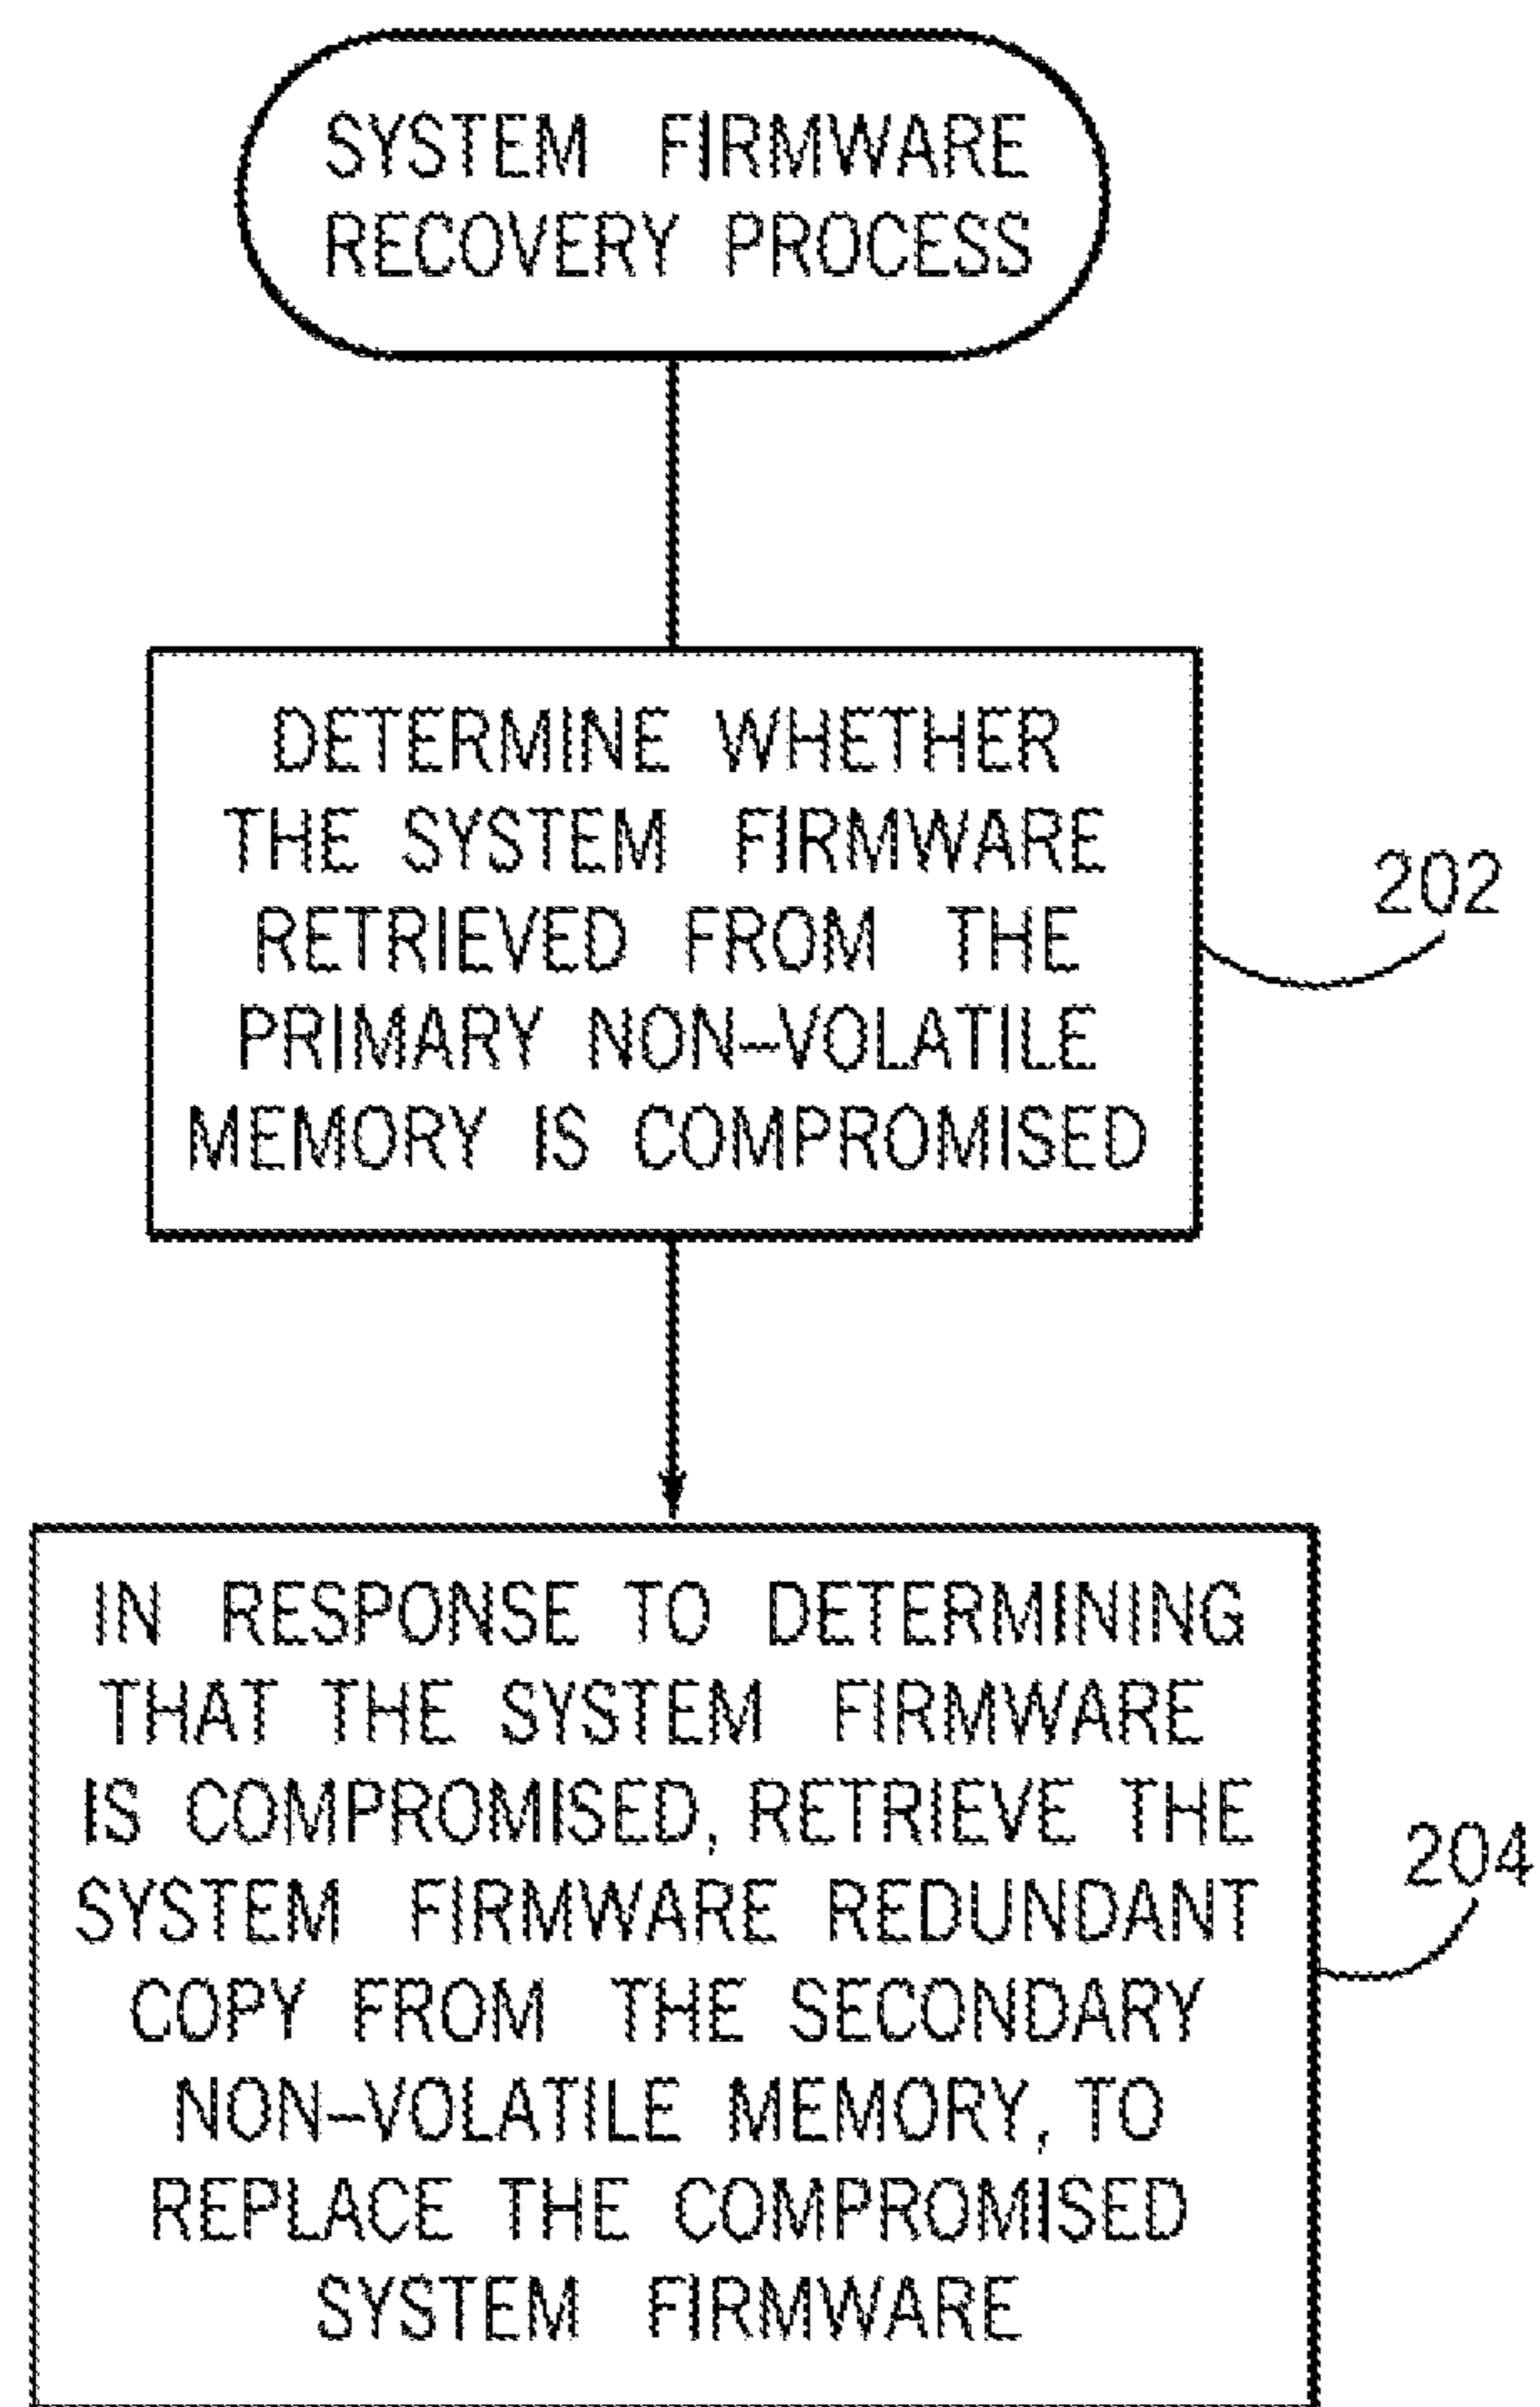 SYSTEM FIRMWARE
RECOVERY PROCESS
DETERMINE WHETHER
THE SYSTEM FIRMWARE
RETRIEVED FROM THE
PRIMARY NON-VOLATILE
MEMORY IS COMPROMISED
202
IN RESPONSE TO DETERMINING
THAT THE SYSTEM FIRMWARE
IS COMPROMISED, RETRIEVE THE
SYSTEM FIRMWARE REDUNDANT
COPY FROM THE SECONDARY
NON-VOLATILE MEMORY, TO
REPLACE THE COMPROMISED
SYSTEM FIRMWARE
204